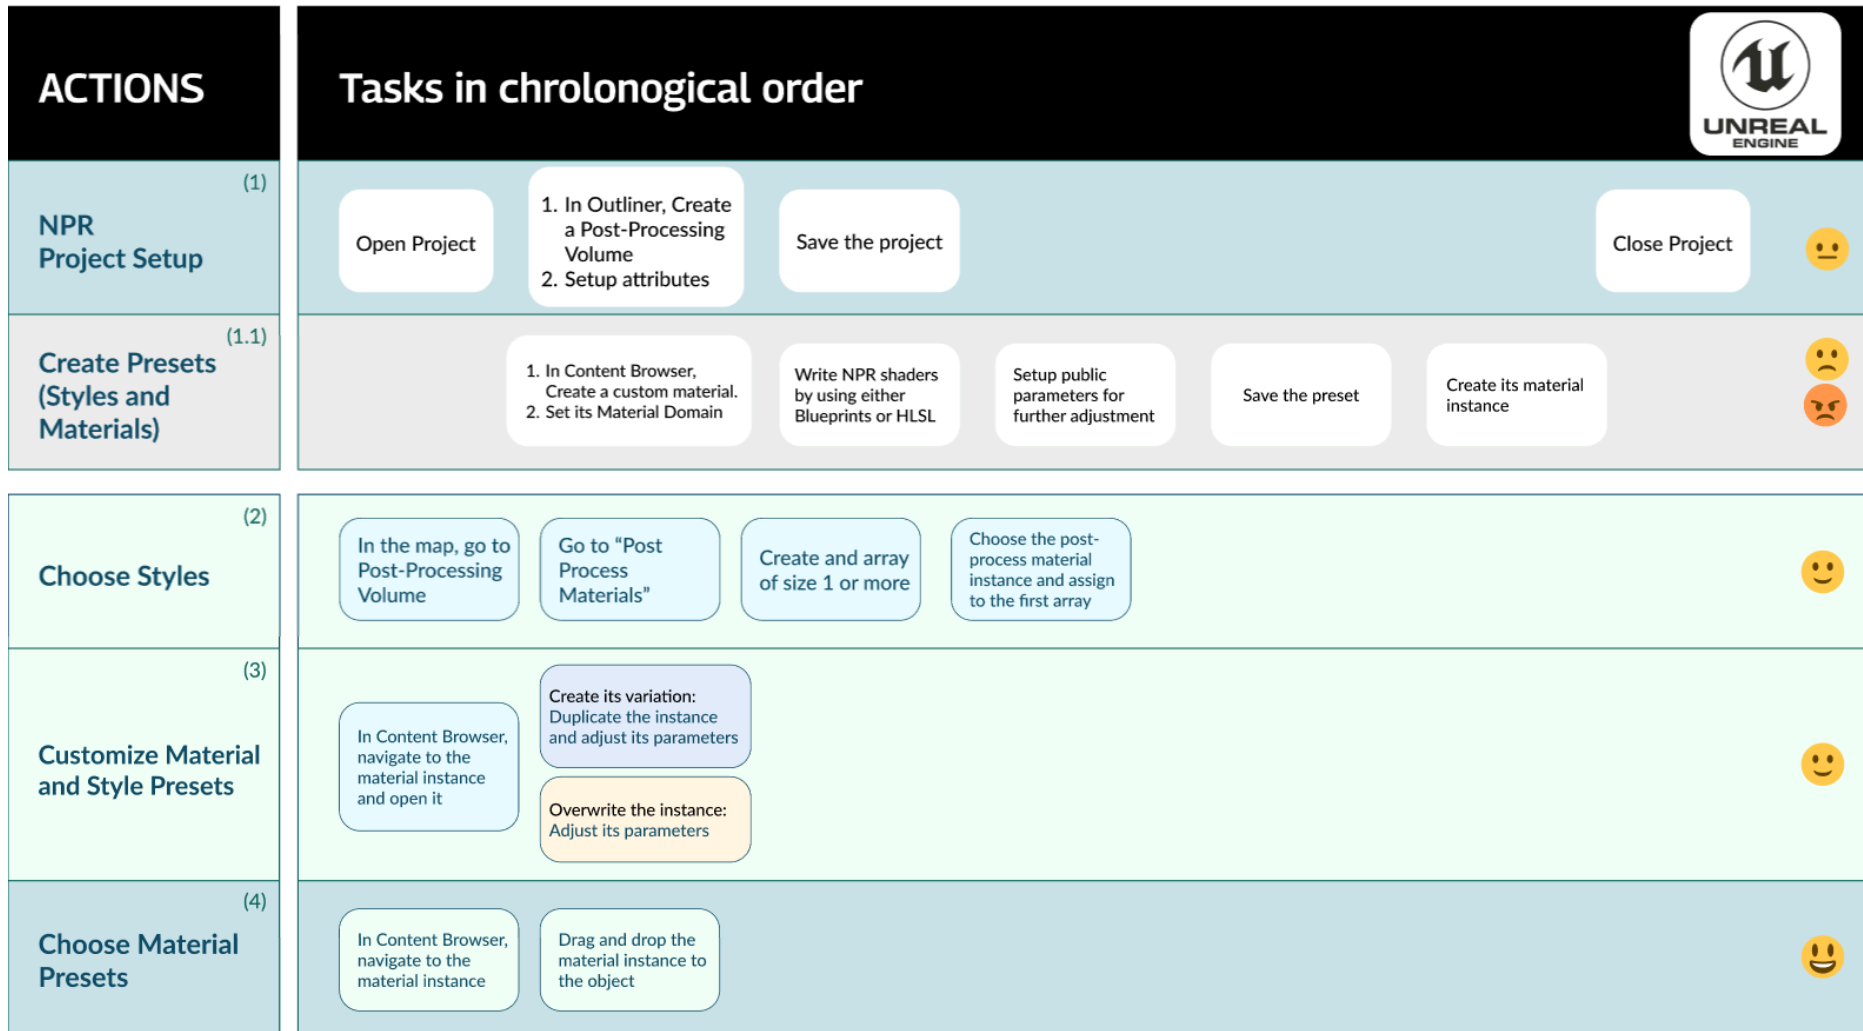 ACTIONS
Tasks in chrolonogical order
UNREAL
ENGINE
(1)
NPR
Project Setup
Open Project
1. In Outliner, Create
a Post-Processing
Volume
2. Setup attributes
Save the project
Close Project
(1.1)
Create Presets
(Styles and
Materials)
1. In Content Browser,
Create a custom material.
2. Set its Material Domain
Write NPR shaders
by using either
Blueprints or HLSL
Setup public
parameters for
further adjustment
Save the preset
Create its material
instance
(2)
Choose Styles
In the map, go to
Post-Processing
Volume
Go to “Post
Process
Materials”
Create and array
of size 1 or more
Choose the post-
process material
instance and assign
to the first array
(3)
Customize Material
and Style Presets
In Content Browser,
navigate to the
material instance
and open it
Create its variation:
Duplicate the instance
and adjust its parameters
Overwrite the instance:
Adjust its parameters
(4)
Choose Material
Presets
In Content Browser,
navigate to the
material instance
Drag and drop the
material instance to
the object